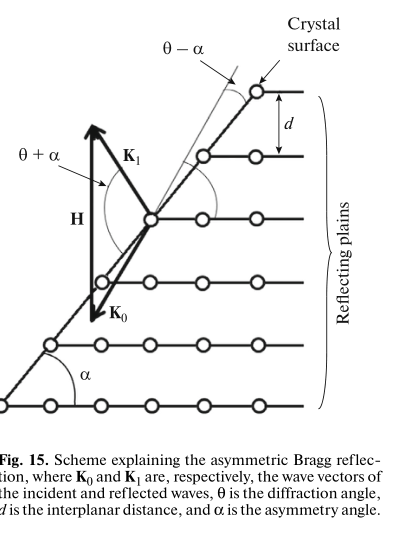 Crystal
surface
θ – α
d
θ + α
K₁
H
Reflecting plains
K₀
α
Fig. 15. Scheme explaining the asymmetric Bragg reflec-
tion, where K₀ and K₁ are, respectively, the wave vectors of
the incident and reflected waves, θ is the diffraction angle,
d is the interplanar distance, and α is the asymmetry angle.